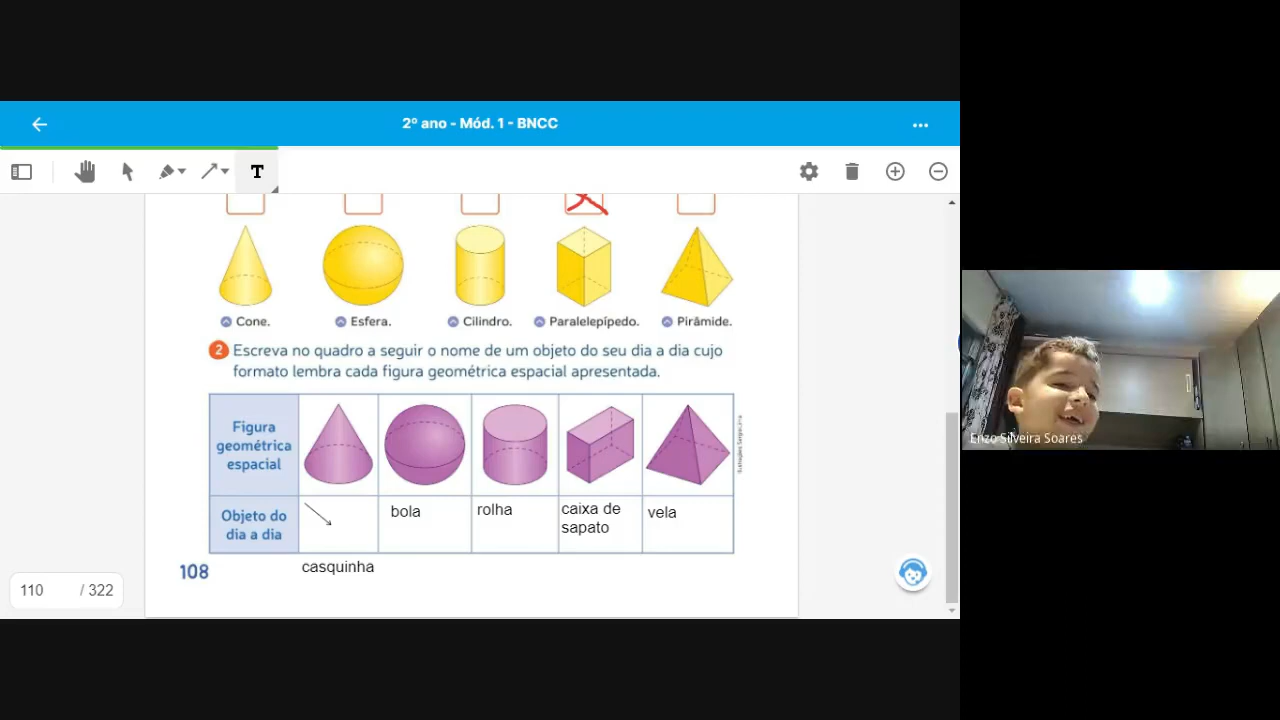 2º ano - Mód. 1 - BNCC
T
Cone.
Esfera.
Cilindro.
Paralelepípedo.
Pirâmide.
2 Escreva no quadro a seguir o nome de um objeto do seu dia a dia cujo
formato lembra cada figura geométrica espacial apresentada.
Figura
geométrica
espacial
Objeto do
dia a dia
bola
rolha
caixa de
sapato
vela
casquinha
108
110 / 322
Enzo Silveira Soares